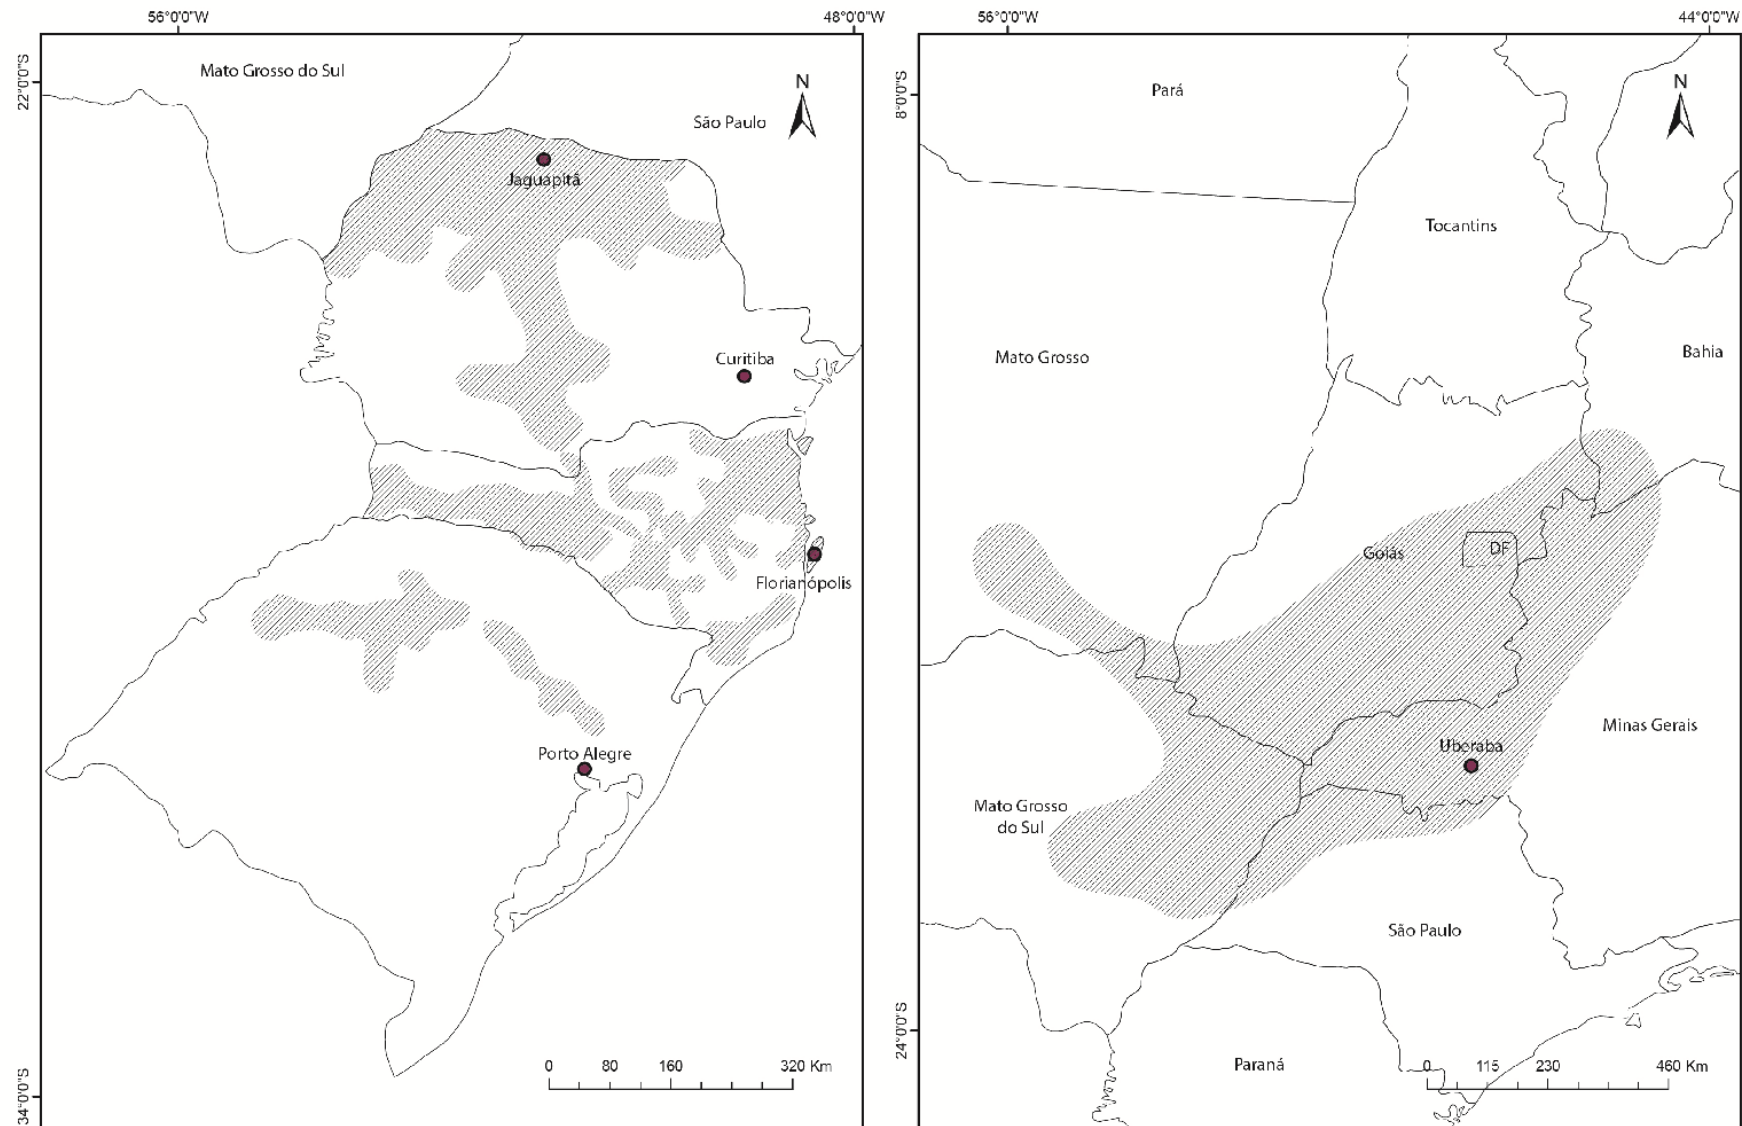 56°0'0"W
48°0'0"W
22°0'0"S
34°0'0"S
Mato Grosso do Sul
N
São Paulo
Jaguapitã
Curitiba
Florianópolis
Porto Alegre
0 80 160 320 Km
56°0'0"W
44°0'0"W
8°0'0"S
24°0'0"S
Pará
N
Tocantins
Mato Grosso
Bahia
Goiás
DF
Minas Gerais
Uberaba
Mato Grosso
do Sul
São Paulo
Paraná
0 115 230 460 Km